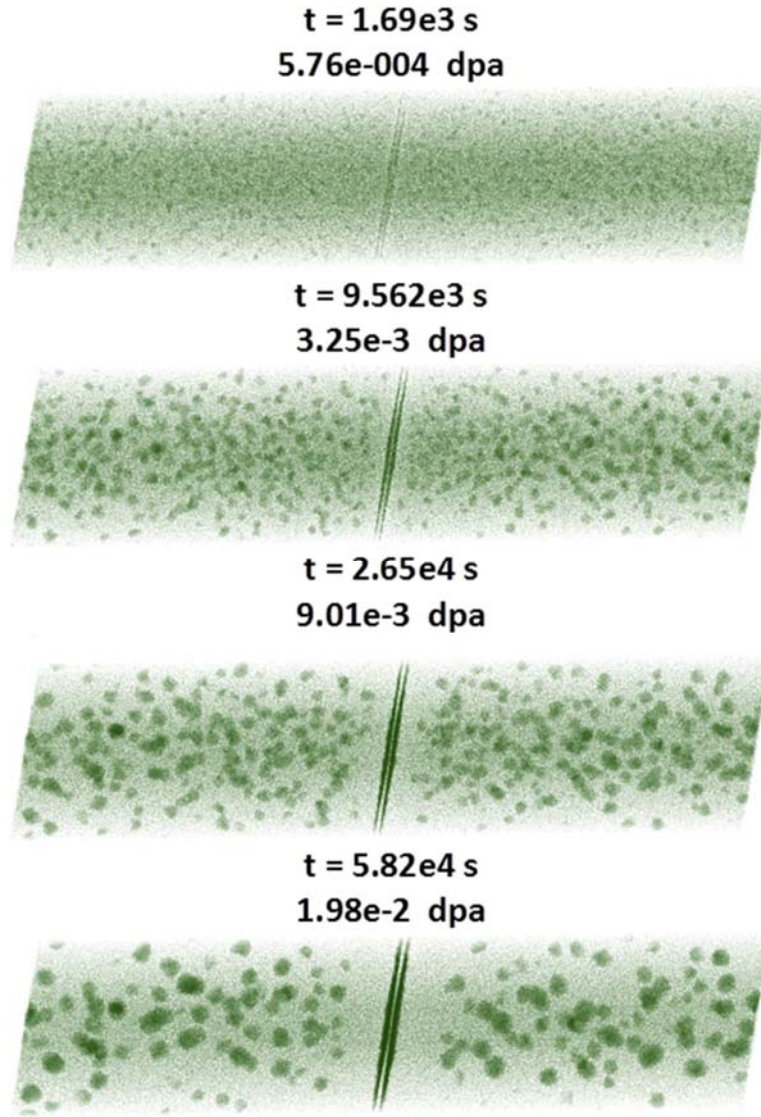 t = 1.69e3 s
5.76e-004 dpa
t = 9.562e3 s
3.25e-3 dpa
t = 2.65e4 s
9.01e-3 dpa
t = 5.82e4 s
1.98e-2 dpa